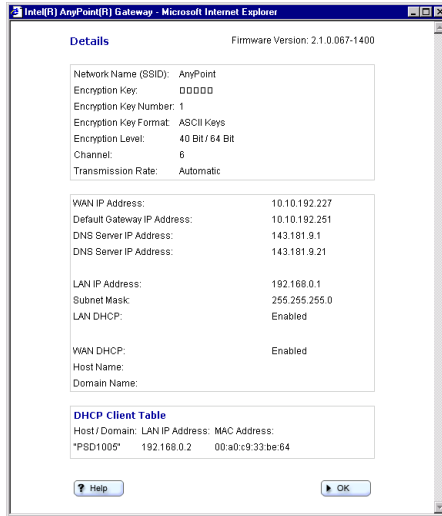 Intel(R) AnyPoint(R) Gateway - Microsoft Internet Explorer
Details Firmware Version: 2.1.0.067-1400
Network Name (SSID): AnyPoint
Encryption Key: □□□□□
Encryption Key Number: 1
Encryption Key Format: ASCII Keys
Encryption Level: 40 Bit / 64 Bit
Channel: 6
Transmission Rate: Automatic
WAN IP Address: 10.10.192.227
Default Gateway IP Address: 10.10.192.251
DNS Server IP Address: 143.181.9.1
DNS Server IP Address: 143.181.9.21
LAN IP Address: 192.168.0.1
Subnet Mask: 255.255.255.0
LAN DHCP: Enabled
WAN DHCP: Enabled
Host Name:
Domain Name:
DHCP Client Table
Host / Domain: LAN IP Address: MAC Address:
"PSD1005" 192.168.0.2 00:a0:c9:33:be:64
? Help OK